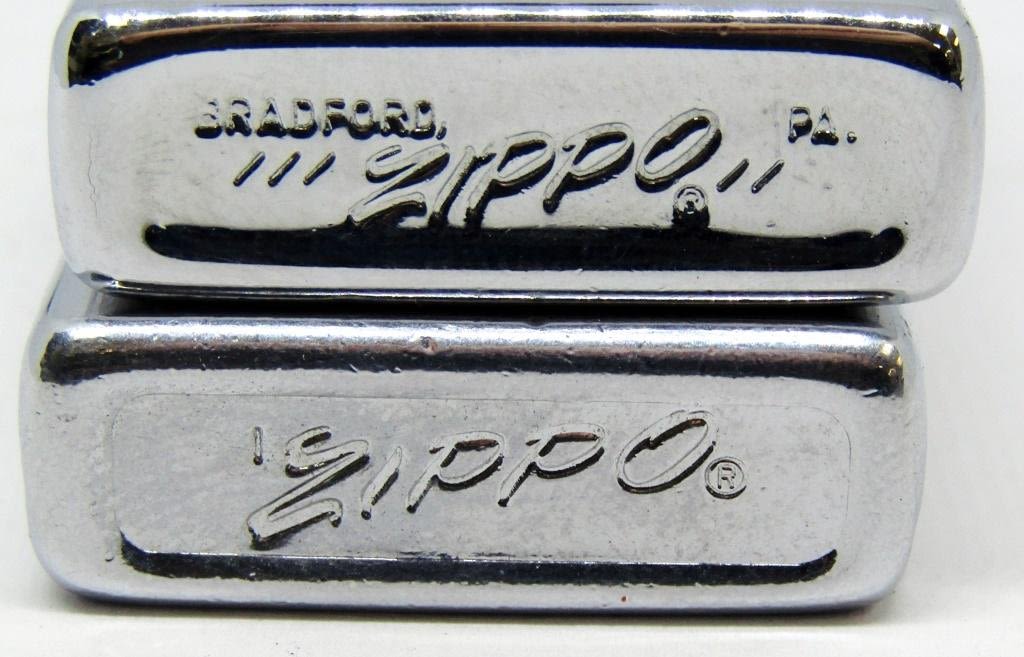 BRADFORD, PA.
/// ZIPPO ® //
| ZIPPO ®